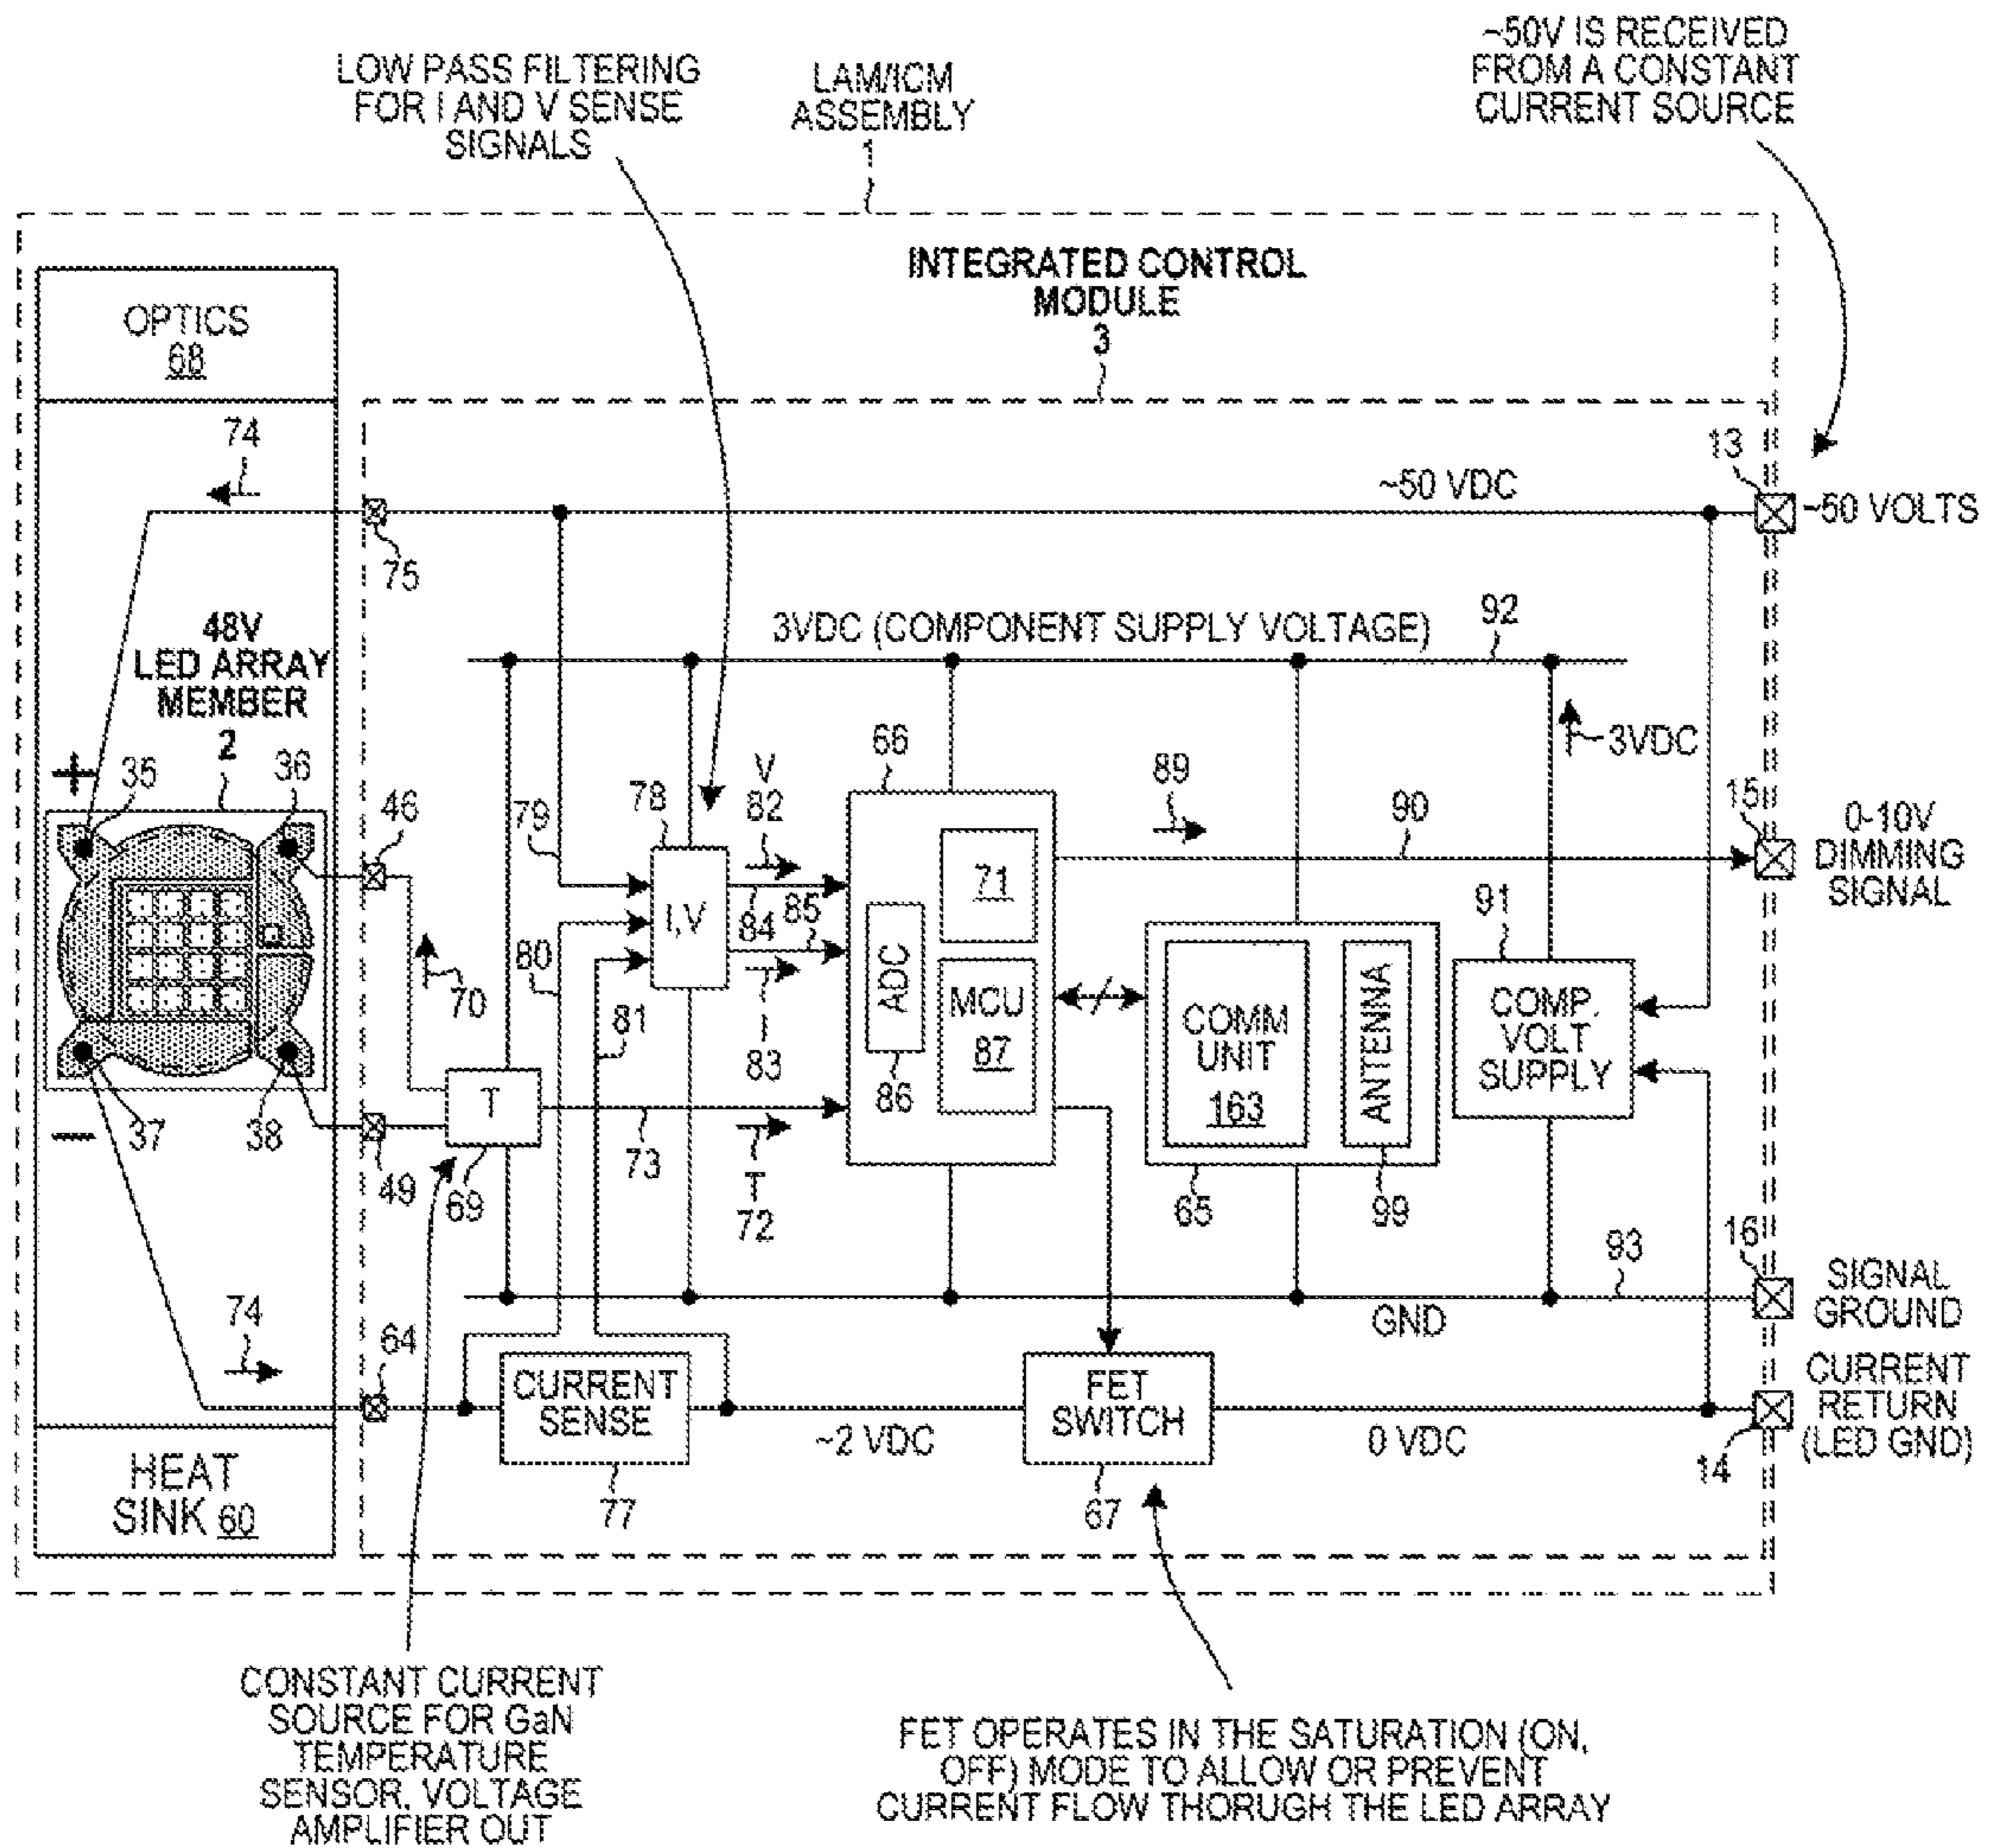 ~50V IS RECEIVED
FROM A CONSTANT
CURRENT SOURCE
LOW PASS FILTERING
FOR I AND V SENSE
SIGNALS
LAM/ICM
ASSEMBLY
1
INTEGRATED CONTROL
MODULE
3
OPTICS
68
74
75
~50 VDC
13
~50 VOLTS
48V
LED ARRAY
MEMBER
2
3VDC (COMPONENT SUPPLY VOLTAGE)
92
3VDC
+
35
36
46
79
78
V
82
66
89
90
15
0-10V
DIMMING
SIGNAL
I,V
84
85
71
91
80
70
81
83
ADC
86
MCU
87
COMM
UNIT
163
ANTENNA
COMP.
VOLT
SUPPLY
T
–
37
38
49
69
73
T
72
65
99
93
16
SIGNAL
GROUND
GND
74
64
CURRENT
SENSE
77
~2 VDC
FET
SWITCH
67
0 VDC
14
CURRENT
RETURN
(LED GND)
HEAT
SINK 60
CONSTANT CURRENT
SOURCE FOR GaN
TEMPERATURE
SENSOR. VOLTAGE
AMPLIFIER OUT
FET OPERATES IN THE SATURATION (ON,
OFF) MODE TO ALLOW OR PREVENT
CURRENT FLOW THORUGH THE LED ARRAY